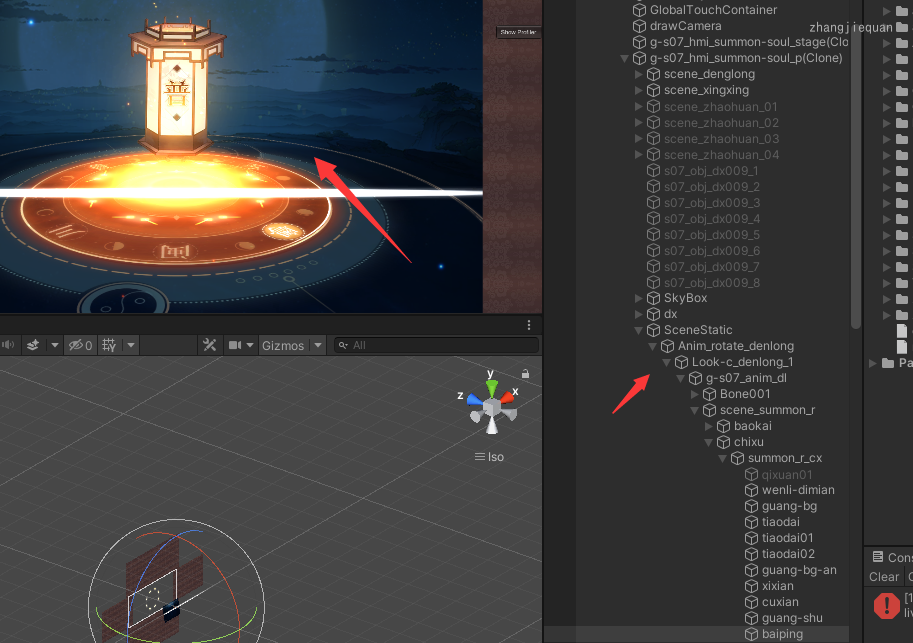 Show Profiler
0
Gizmos
All
y
x
z
Iso
GlobalTouchContainer
drawCamera
zhangjiequan
g-s07_hmi_summon-soul_stage(Clo
g-s07_hmi_summon-soul_p(Clone)
scene_denglong
scene_xingxing
scene_zhaohuan_01
scene_zhaohuan_02
scene_zhaohuan_03
scene_zhaohuan_04
s07_obj_dx009_1
s07_obj_dx009_2
s07_obj_dx009_3
s07_obj_dx009_4
s07_obj_dx009_5
s07_obj_dx009_6
s07_obj_dx009_7
s07_obj_dx009_8
SkyBox
dx
SceneStatic
Anim_rotate_denlong
Look-c_denlong_1
g-s07_anim_dl
Bone001
scene_summon_r
baokai
chixu
summon_r_cx
qixuan01
wenli-dimian
guang-bg
tiaodai
tiaodai01
tiaodai02
guang-bg-an
xixian
cuxian
guang-shu
baiping
Pa
Cons
Clear
[1